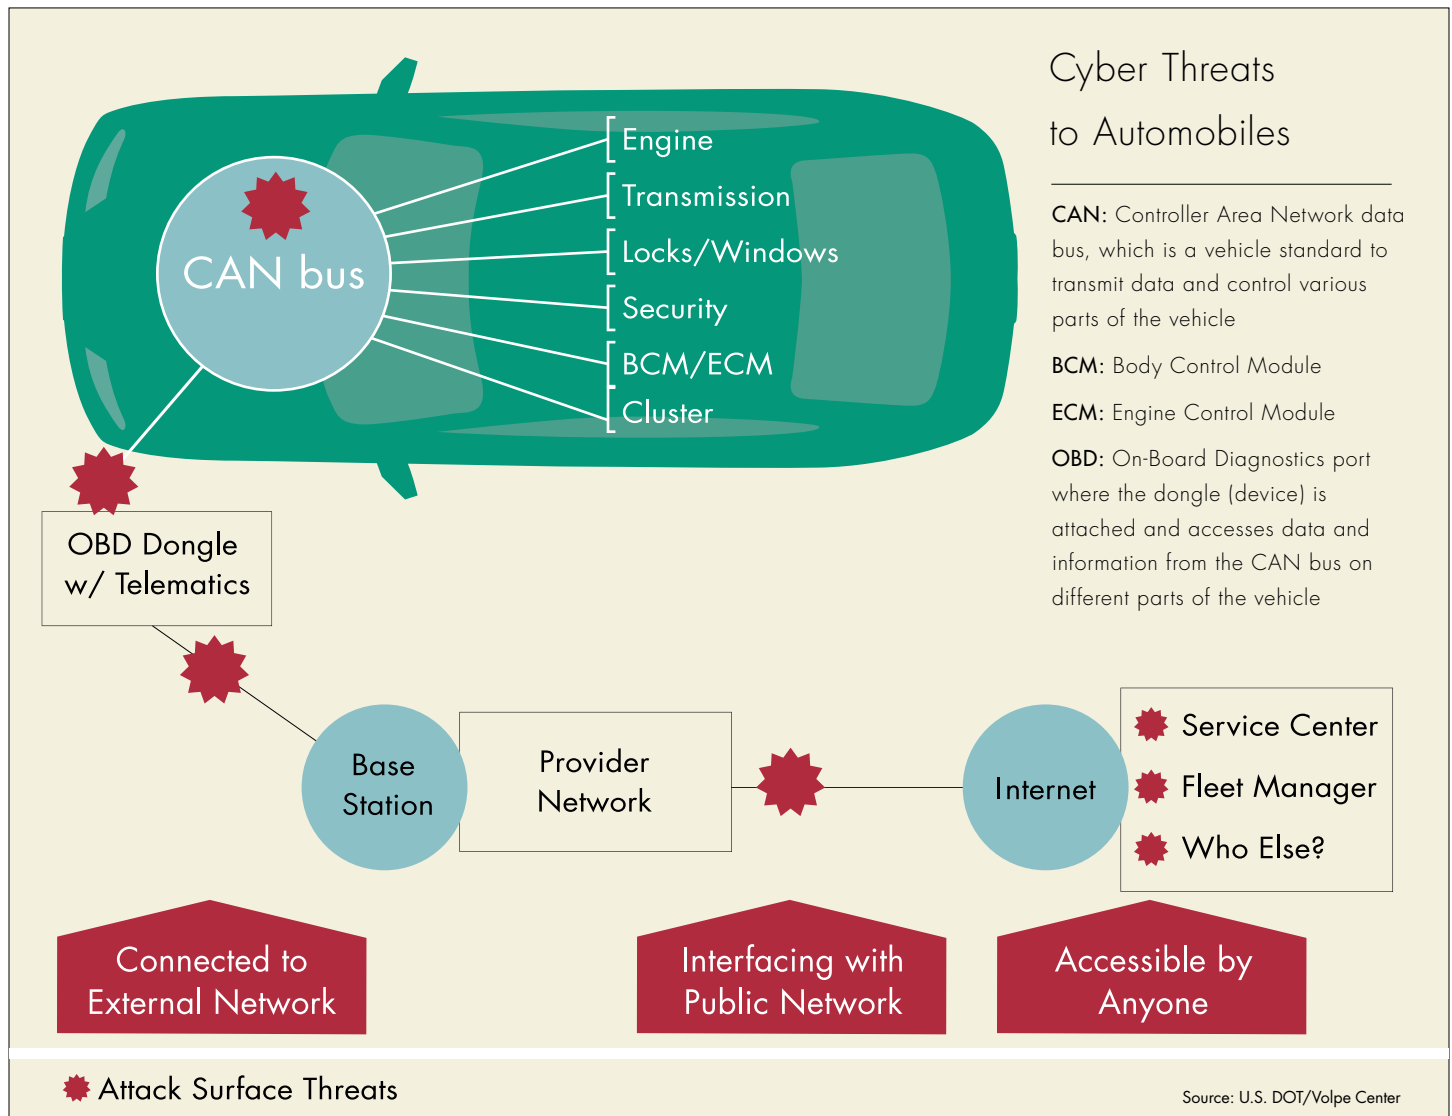 Cyber Threats
to Automobiles
CAN: Controller Area Network data
bus, which is a vehicle standard to
transmit data and control various
parts of the vehicle
BCM: Body Control Module
ECM: Engine Control Module
OBD: On-Board Diagnostics port
where the dongle (device) is
attached and accesses data and
information from the CAN bus on
different parts of the vehicle
CAN bus
Engine
Transmission
Locks/Windows
Security
BCM/ECM
Cluster
OBD Dongle
w/ Telematics
Base
Station
Provider
Network
Internet
Service Center
Fleet Manager
Who Else?
Connected to
External Network
Interfacing with
Public Network
Accessible by
Anyone
Attack Surface Threats
Source: U.S. DOT/Volpe Center